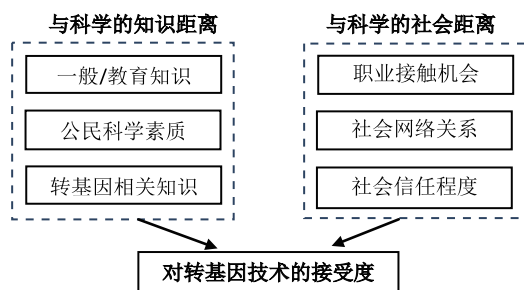 与科学的知识距离
一般/教育知识
公民科学素质
转基因相关知识
与科学的社会距离
职业接触机会
社会网络关系
社会信任程度
对转基因技术的接受度